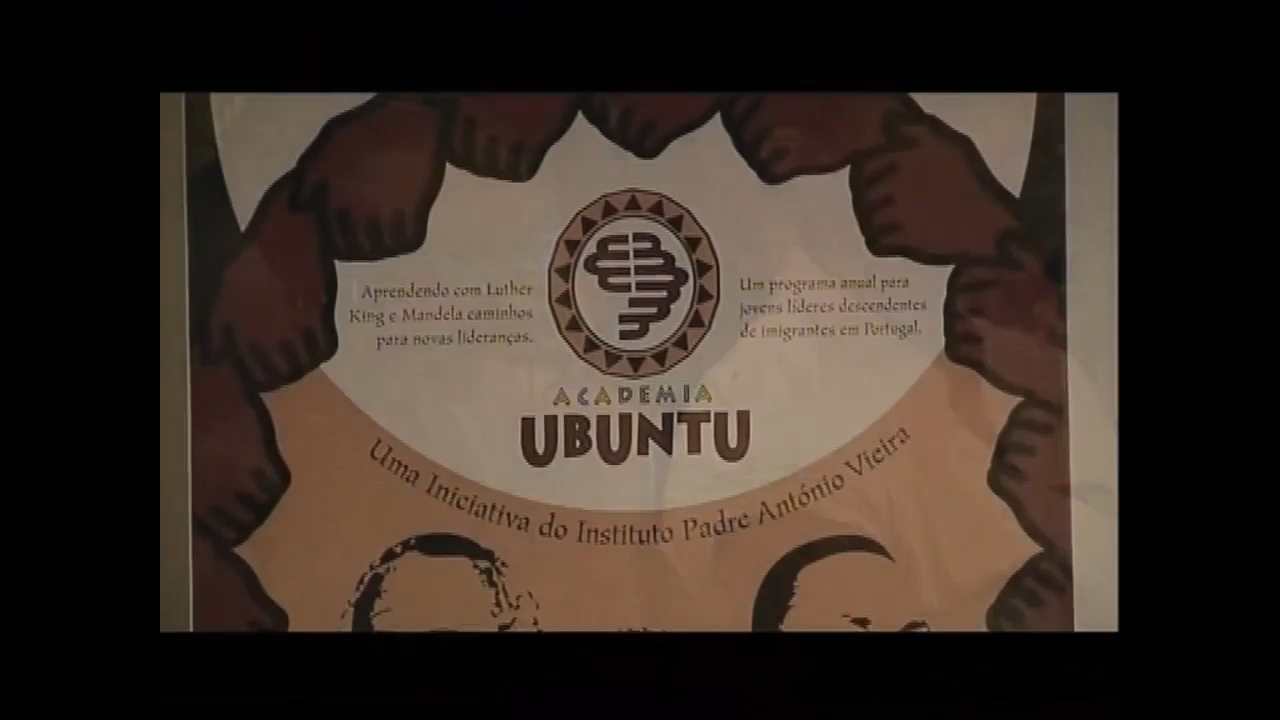 Aprendendo com Luther
King e Mandela caminhos
para novas lideranças.
Um programa anual para
jovens líderes descendentes
de imigrantes em Portugal.
ACADEMIA
UBUNTU
Uma Iniciativa do Instituto Padre António Vieira